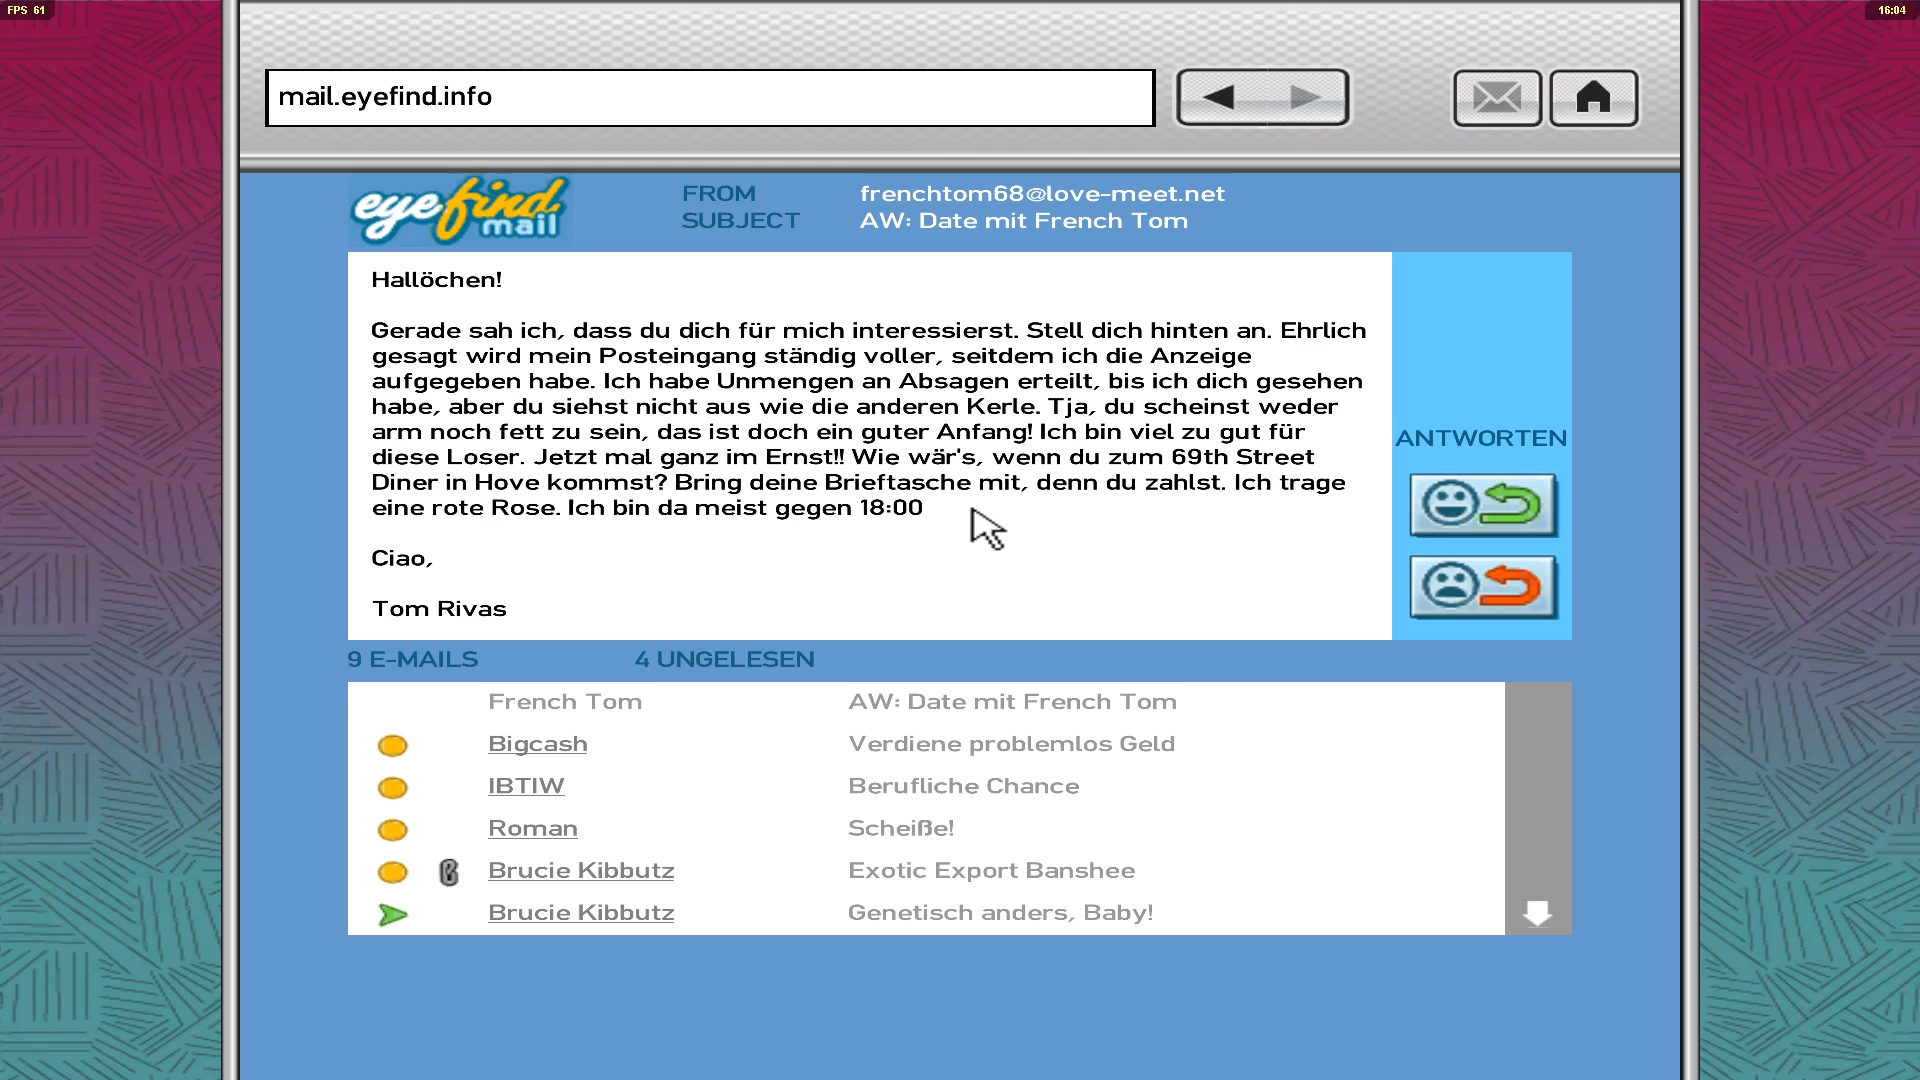 FPS 61
16:04
mail.eyefind.info
eyefind mail
FROM frenchtom68@love-meet.net
SUBJECT AW: Date mit French Tom
Hallöchen!
Gerade sah ich, dass du dich für mich interessierst. Stell dich hinten an. Ehrlich
gesagt wird mein Posteingang ständig voller, seitdem ich die Anzeige
aufgegeben habe. Ich habe Unmengen an Absagen erteilt, bis ich dich gesehen
habe, aber du siehst nicht aus wie die anderen Kerle. Tja, du scheinst weder
arm noch fett zu sein, das ist doch ein guter Anfang! Ich bin viel zu gut für
diese Loser. Jetzt mal ganz im Ernst!! Wie wär's, wenn du zum 69th Street
Diner in Hove kommst? Bring deine Brieftasche mit, denn du zahlst. Ich trage
eine rote Rose. Ich bin da meist gegen 18:00
Ciao,
Tom Rivas
ANTWORTEN
9 E-MAILS 4 UNGELESEN
French Tom AW: Date mit French Tom
Bigcash Verdiene problemlos Geld
IBTIW Berufliche Chance
Roman Scheiße!
Brucie Kibbutz Exotic Export Banshee
Brucie Kibbutz Genetisch anders, Baby!